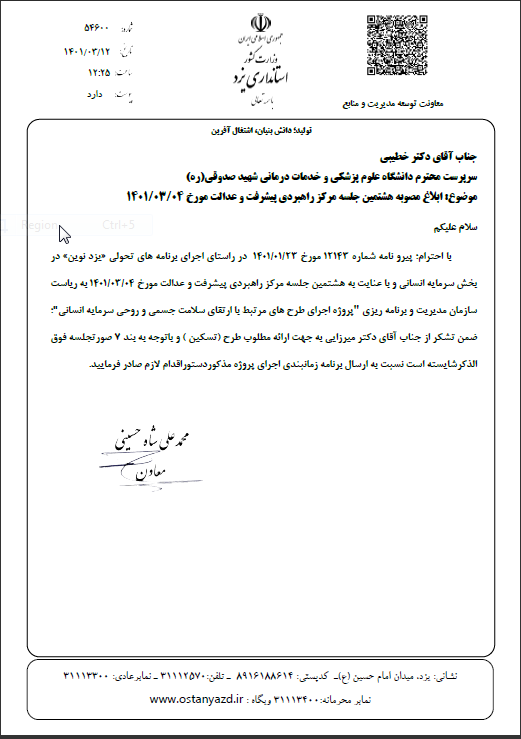 شماره: ۵۴۶۰۰
تاریخ: ۱۴۰۱/۰۳/۱۲
ساعت: ۱۲:۲۵
پیوست: دارد
جمهوری اسلامی ایران
وزارت کشور
استانداری یزد
باسمه تعالی
معاونت توسعه مدیریت و منابع
تولید؛ دانش بنیان، اشتغال آفرین
جناب آقای دکتر خطیبی
سرپرست محترم دانشگاه علوم پزشکی و خدمات درمانی شهید صدوقی(ره)
موضوع: ابلاغ مصوبه هشتمین جلسه مرکز راهبردی پیشرفت و عدالت مورخ ۱۴۰۱/۰۳/۰۴
Region Ctrl+5
سلام علیکم
با احترام: پیرو نامه شماره ۱۲۱۴۳ مورخ ۱۴۰۱/۰۱/۲۳ در راستای اجرای برنامه های تحولی «یزد نوین» در
بخش سرمایه انسانی و با عنایت به هشتمین جلسه مرکز راهبردی پیشرفت و عدالت مورخ ۱۴۰۱/۰۳/۰۴ به ریاست
سازمان مدیریت و برنامه ریزی "پروژه اجرای طرح های مرتبط با ارتقای سلامت جسمی و روحی سرمایه انسانی":
ضمن تشکر از جناب آقای دکتر میرزایی به جهت ارائه مطلوب طرح (تسکین ) و باتوجه به بند ۷ صورتجلسه فوق
الذکرشایسته است نسبت به ارسال برنامه زمانبندی اجرای پروژه مذکوردستوراقدام لازم صادر فرمایید.
محمد علی شاه حسینی
معاون
نشانی: یزد، میدان امام حسین (ع)ـ کدپستی: ۸۹۱۶۱۸۸۶۱۴ ـ تلفن:۳۱۱۱۲۵۷۰ ـ نمابرعادی: ۳۱۱۱۳۳۰۰
نمابر محرمانه:۳۱۱۱۳۴۰۰ وبگاه : www.ostanyazd.ir